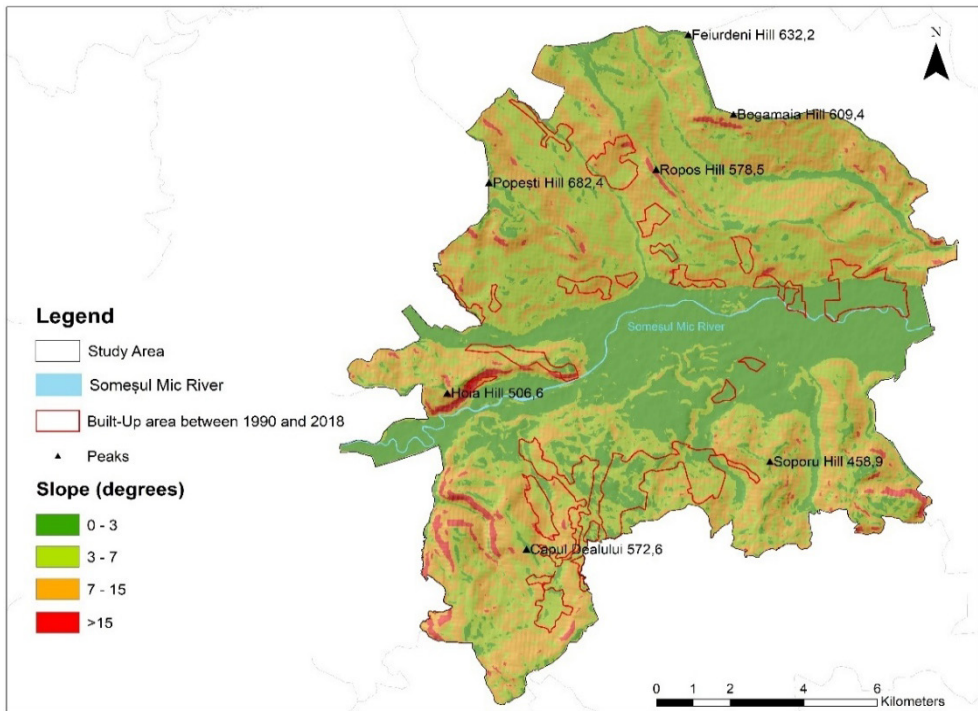 Feiurdeni Hill 632,2
N
Bogamaia Hill 609,4
Ropos Hill 578,5
Popești Hill 682,4
Someșul Mic River
Hoia Hill 506,6
Soporu Hill 458,9
Capul Dealului 572,6
Legend
Study Area
Someșul Mic River
Built-Up area between 1990 and 2018
Peaks
Slope (degrees)
0 - 3
3 - 7
7 - 15
>15
0 1 2 4 6
Kilometers